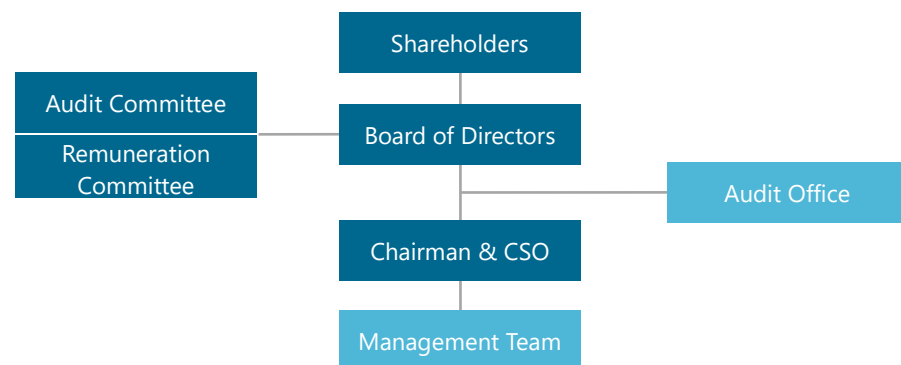 Shareholders
Audit Committee
Board of Directors
Remuneration
Committee
Audit Office
Chairman & CSO
Management Team